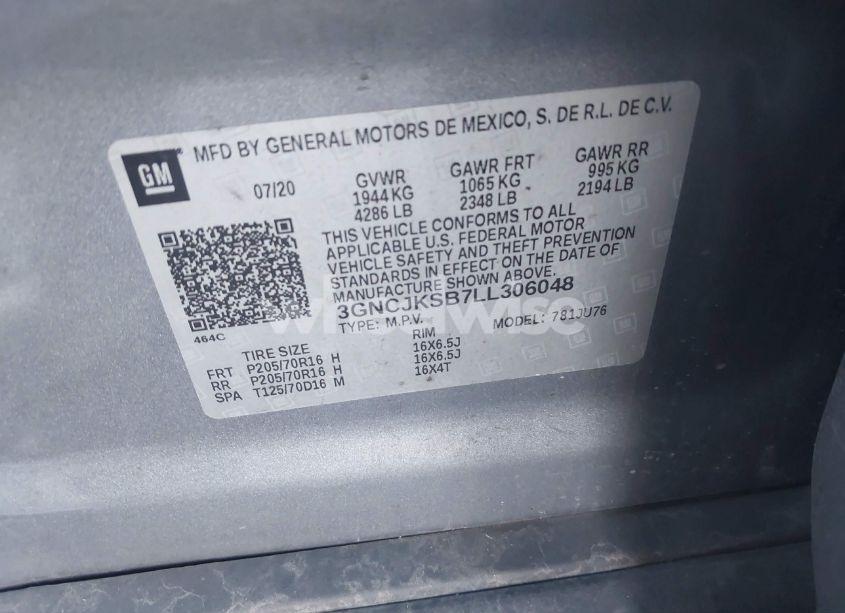 GM
MFD BY GENERAL MOTORS DE MEXICO, S. DE R.L. DE C.V.
07/20
GVWR
1944 KG
4286 LB
GAWR FRT
1065 KG
2348 LB
GAWR RR
995 KG
2194 LB
THIS VEHICLE CONFORMS TO ALL
APPLICABLE U.S. FEDERAL MOTOR
VEHICLE SAFETY AND THEFT PREVENTION
STANDARDS IN EFFECT ON THE DATE OF
MANUFACTURE SHOWN ABOVE.
3GNCJKSB7LL306048
TYPE: M.P.V. MODEL: 781JU76
464C
TIRE SIZE RIM
FRT P205/70R16 H 16X6.5J
RR P205/70R16 H 16X6.5J
SPA T125/70D16 M 16X4T